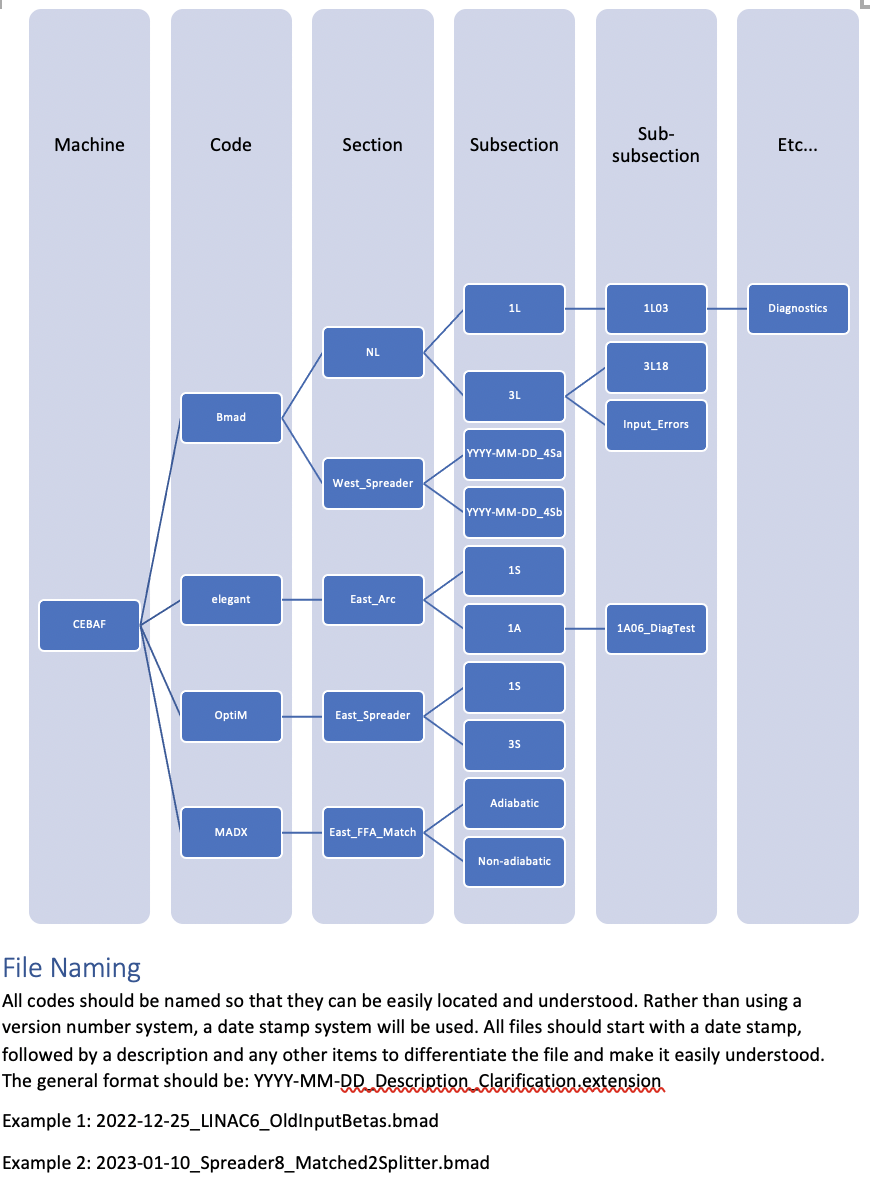 Machine
Code
Section
Subsection
Sub-
subsection
Etc...
CEBAF
Bmad
elegant
OptiM
MADX
NL
West_Spreader
East_Arc
East_Spreader
East_FFA_Match
1L
3L
YYYY-MM-DD_4Sa
YYYY-MM-DD_4Sb
1S
1A
1S
3S
Adiabatic
Non-adiabatic
1L03
3L18
Input_Errors
1A06_DiagTest
Diagnostics
File Naming
All codes should be named so that they can be easily located and understood. Rather than using a
version number system, a date stamp system will be used. All files should start with a date stamp,
followed by a description and any other items to differentiate the file and make it easily understood.
The general format should be: YYYY-MM-DD_Description_Clarification.extension
Example 1: 2022-12-25_LINAC6_OldInputBetas.bmad
Example 2: 2023-01-10_Spreader8_Matched2Splitter.bmad